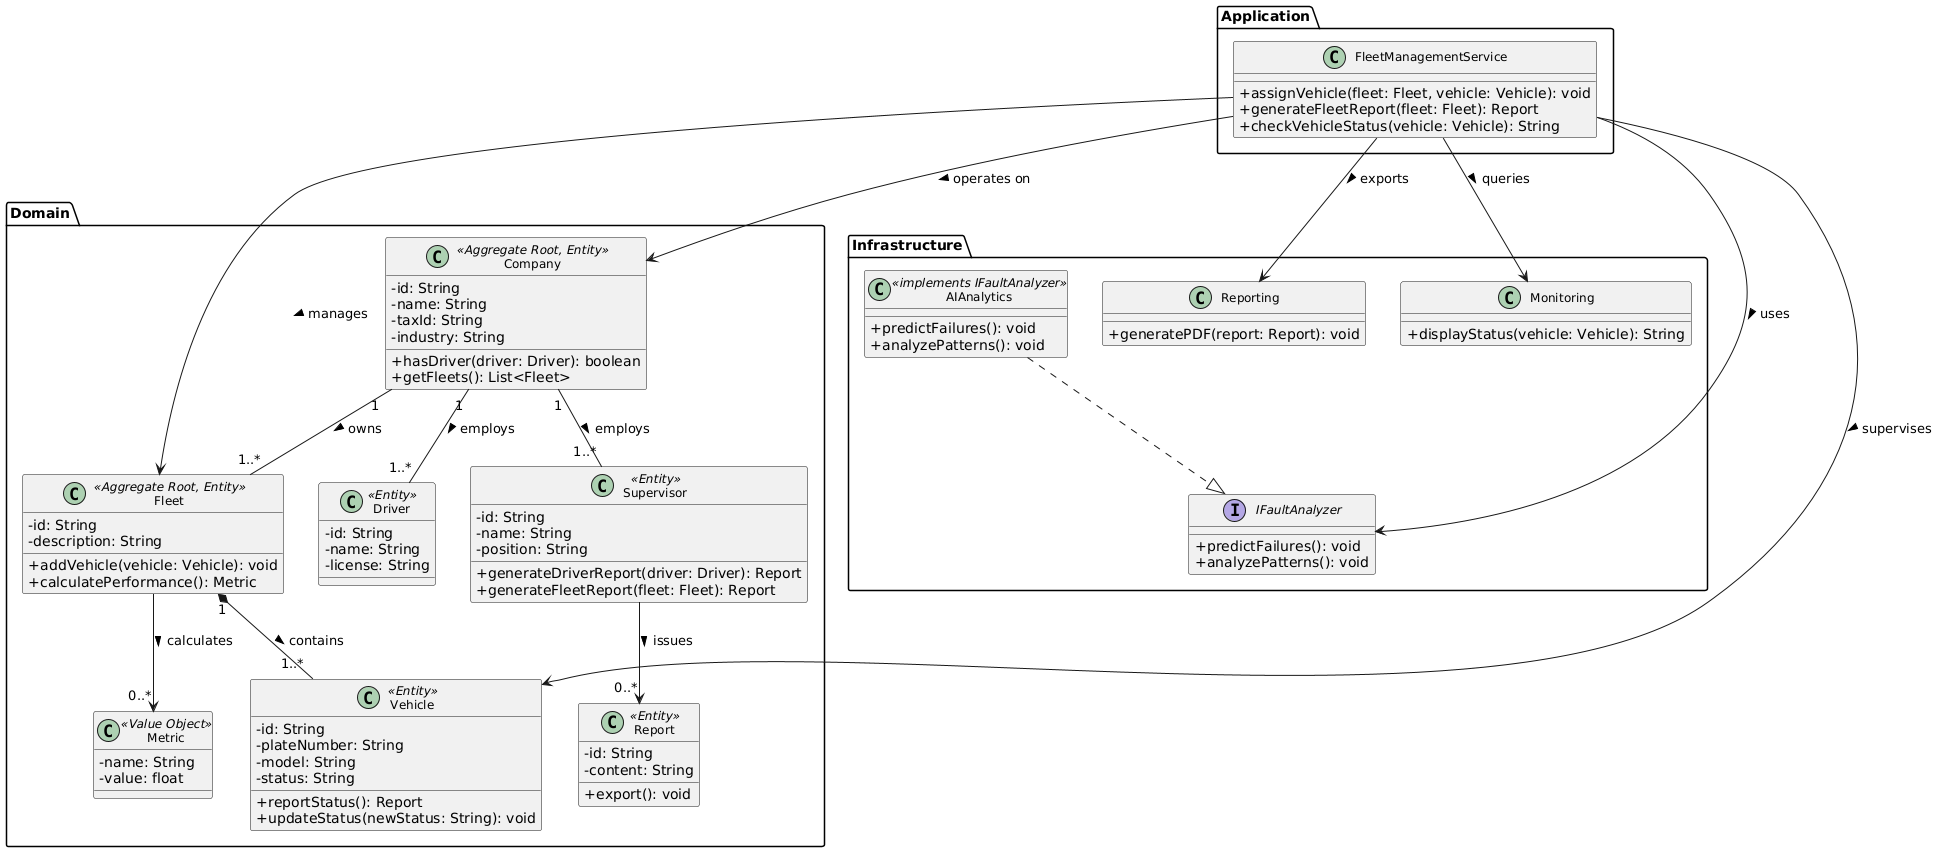 Application
C FleetManagementService
+assignVehicle(fleet: Fleet, vehicle: Vehicle): void
+generateFleetReport(fleet: Fleet): Report
+checkVehicleStatus(vehicle: Vehicle): String
operates on
exports
queries
manages
uses
supervises
Domain
«Aggregate Root, Entity»
C Company
-id: String
-name: String
-taxId: String
-industry: String
+hasDriver(driver: Driver): boolean
+getFleets(): List<Fleet>
1
owns
1..*
1
employs
1..*
1
employs
1..*
«Aggregate Root, Entity»
C Fleet
-id: String
-description: String
+addVehicle(vehicle: Vehicle): void
+calculatePerformance(): Metric
«Entity»
C Driver
-id: String
-name: String
-license: String
«Entity»
C Supervisor
-id: String
-name: String
-position: String
+generateDriverReport(driver: Driver): Report
+generateFleetReport(fleet: Fleet): Report
calculates
0..*
1
contains
1..*
issues
0..*
«Value Object»
C Metric
-name: String
-value: float
«Entity»
C Vehicle
-id: String
-plateNumber: String
-model: String
-status: String
+reportStatus(): Report
+updateStatus(newStatus: String): void
«Entity»
C Report
-id: String
-content: String
+export(): void
Infrastructure
«implements IFaultAnalyzer»
C AIAnalytics
+predictFailures(): void
+analyzePatterns(): void
C Reporting
+generatePDF(report: Report): void
C Monitoring
+displayStatus(vehicle: Vehicle): String
I IFaultAnalyzer
+predictFailures(): void
+analyzePatterns(): void